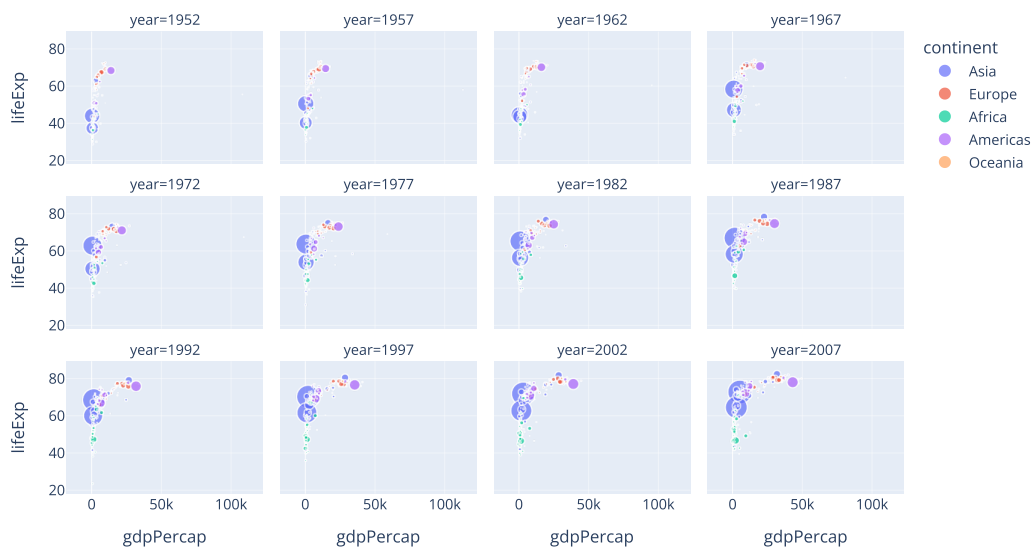 year=1952 year=1957 year=1962 year=1967
continent
Asia
Europe
Africa
Americas
Oceania
lifeExp
80
60
40
20
year=1972 year=1977 year=1982 year=1987
lifeExp
80
60
40
20
year=1992 year=1997 year=2002 year=2007
lifeExp
80
60
40
20
0 50k 100k 0 50k 100k 0 50k 100k 0 50k 100k
gdpPercap gdpPercap gdpPercap gdpPercap